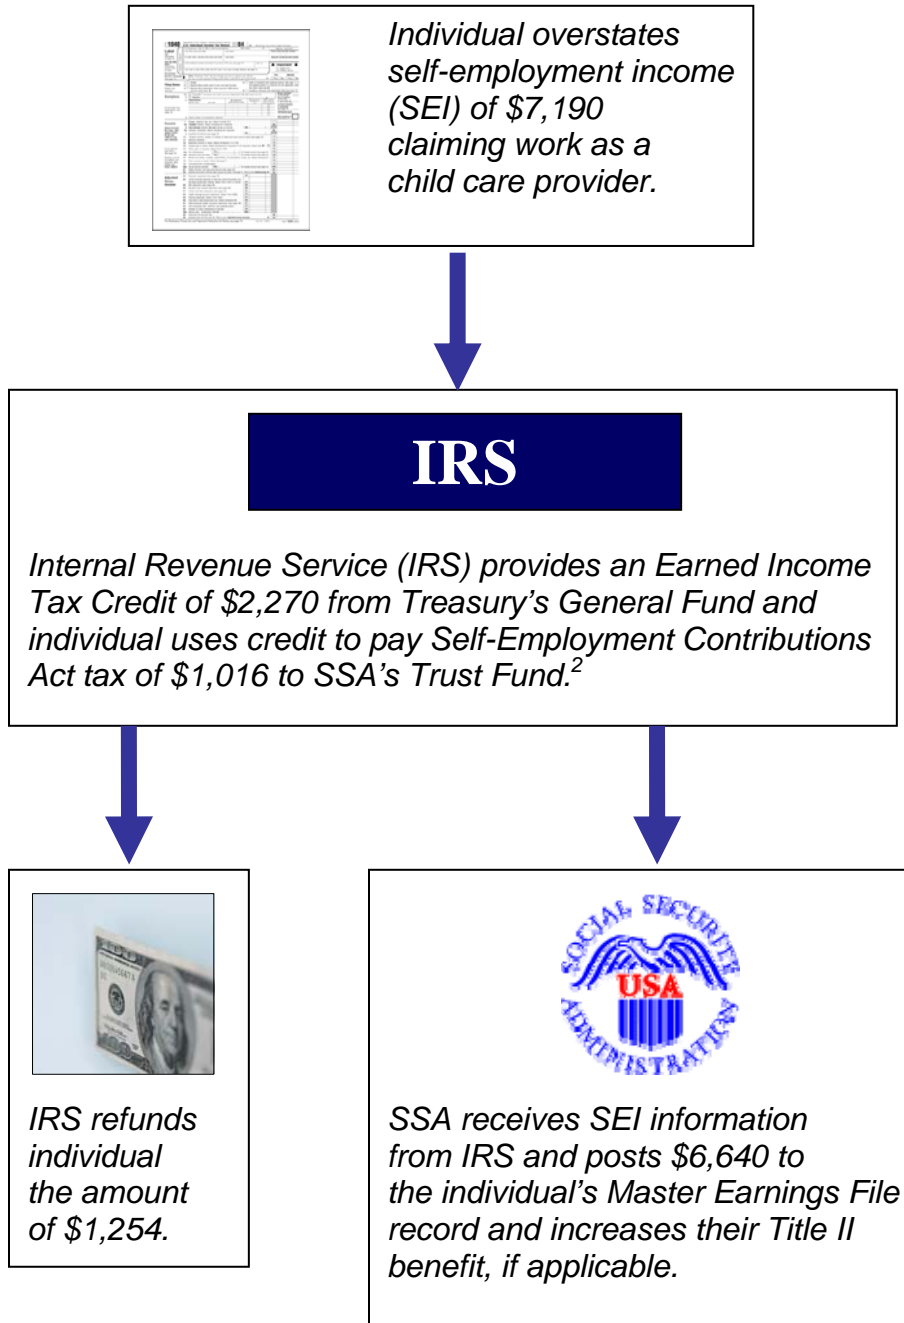 1040
Individual overstates
self-employment income
(SEI) of $7,190
claiming work as a
child care provider.
IRS
Internal Revenue Service (IRS) provides an Earned Income
Tax Credit of $2,270 from Treasury’s General Fund and
individual uses credit to pay Self-Employment Contributions
Act tax of $1,016 to SSA’s Trust Fund.2
IRS refunds
individual
the amount
of $1,254.
SOCIAL SECURITY
USA
ADMINISTRATION
SSA receives SEI information
from IRS and posts $6,640 to
the individual’s Master Earnings File
record and increases their Title II
benefit, if applicable.